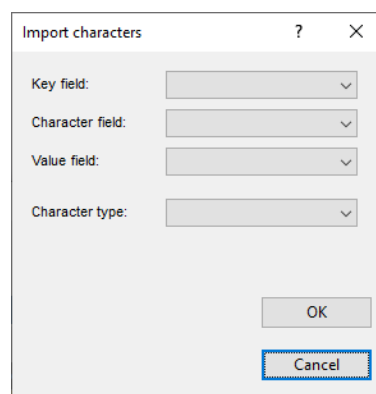 Import characters
?
Key field:
Character field:
Value field:
Character type:
OK
Cancel